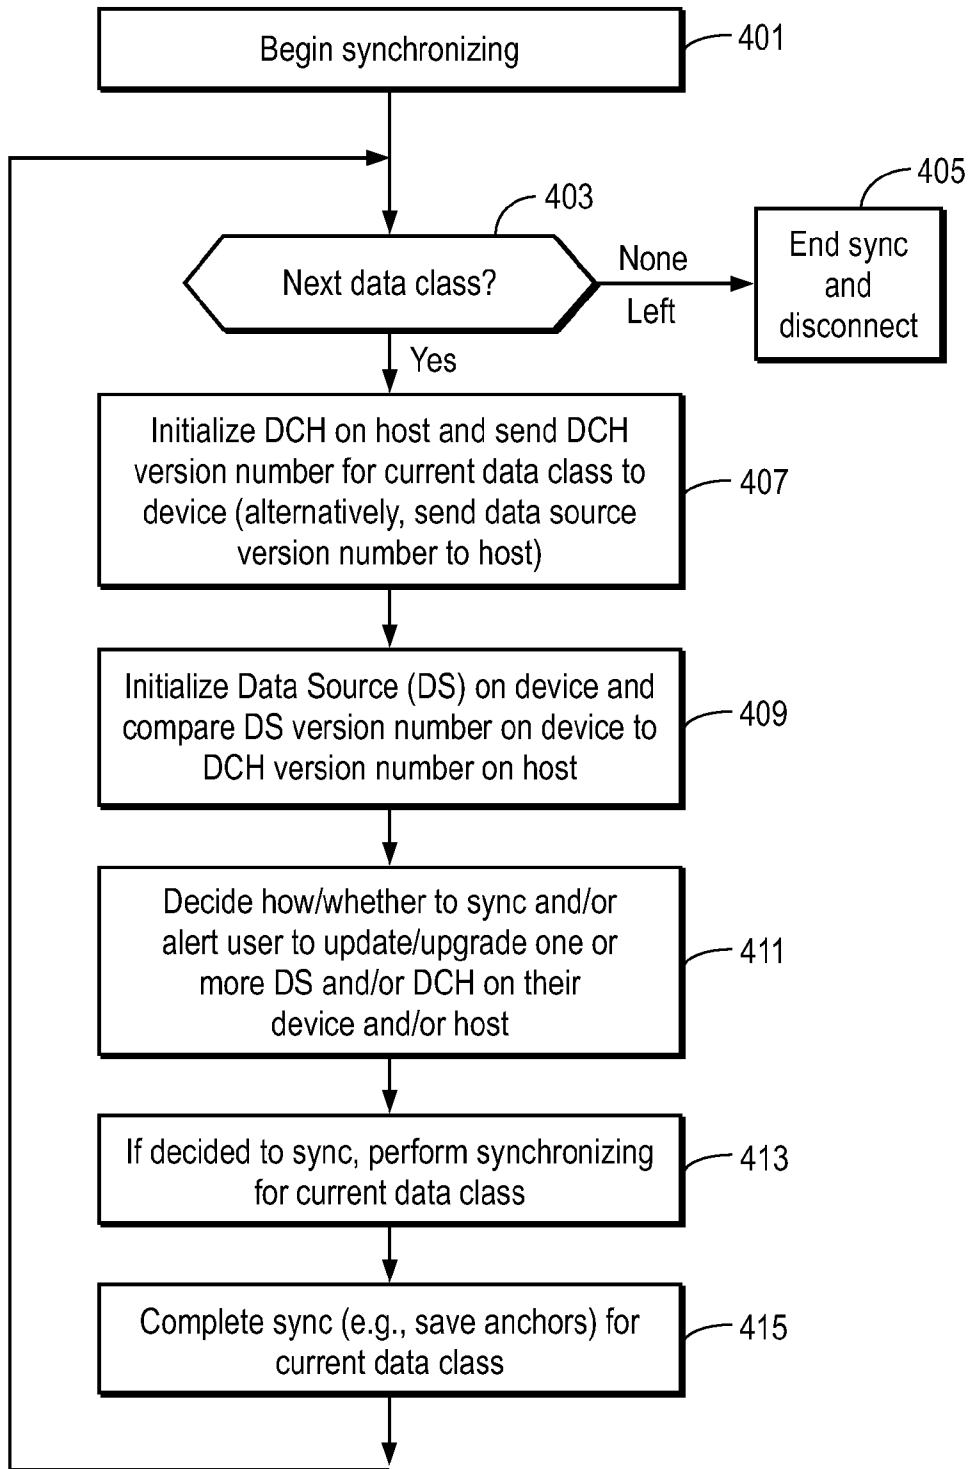 Begin synchronizing
401
403
405
Next data class?
None
Left
End sync
and
disconnect
Yes
Initialize DCH on host and send DCH
version number for current data class to
device (alternatively, send data source
version number to host)
407
Initialize Data Source (DS) on device and
compare DS version number on device to
DCH version number on host
409
Decide how/whether to sync and/or
alert user to update/upgrade one or
more DS and/or DCH on their
device and/or host
411
If decided to sync, perform synchronizing
for current data class
413
Complete sync (e.g., save anchors) for
current data class
415